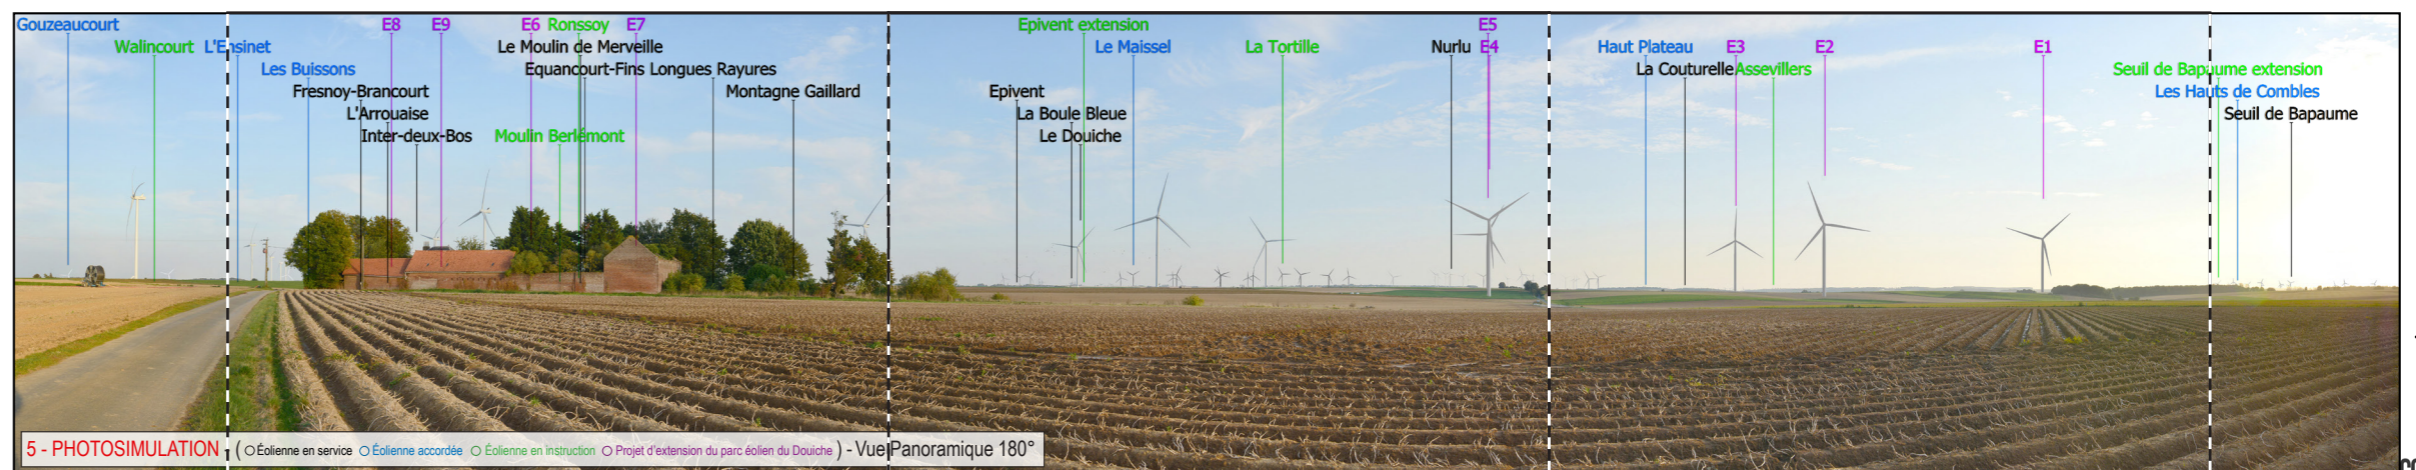 Gouzeaucourt E8 E9 E6 Ronssoy E7 Epivent extension E5
Walincourt L'Ensinet Le Moulin de Merveille Le Maissel La Tortille Nurlu E4 Haut Plateau E3 E2 E1
Les Buissons Equancourt-Fins Longues Rayures La Couturelle Assevillers Seuil de Bapaume extension
Fresnoy-Brancourt Montagne Gaillard Epivent Les Hauts de Combles
L'Arrouaise La Boule Bleue Seuil de Bapaume
Inter-deux-Bos Moulin Berlémont Le Douiche
5 - PHOTOSIMULATION ( Éolienne en service Éolienne accordée Éolienne en instruction Projet d'extension du parc éolien du Douiche ) - Vue Panoramique 180°